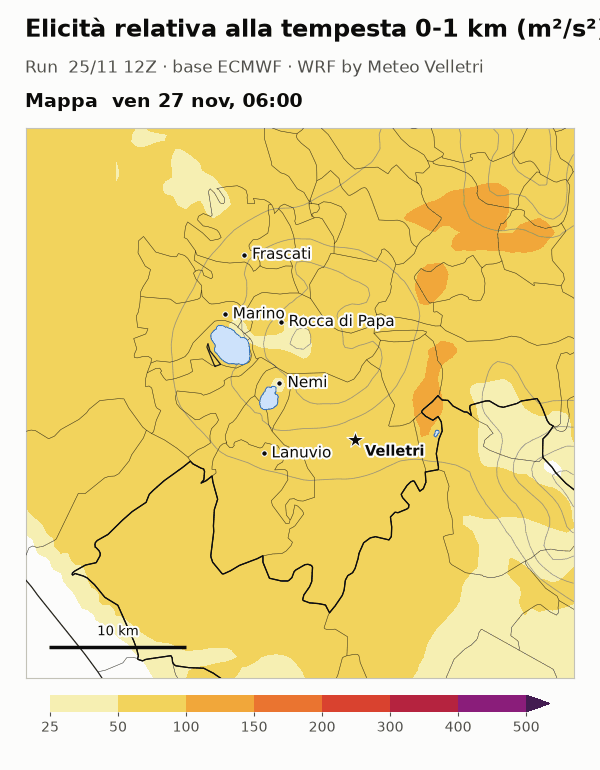 Elicità relativa alla tempesta 0-1 km (m²/s²)
Run 25/11 12Z · base ECMWF · WRF by Meteo Velletri
Mappa ven 27 nov, 06:00
Frascati
Marino
Rocca di Papa
Nemi
Velletri
Lanuvio
10 km
25 50 100 150 200 300 400 500